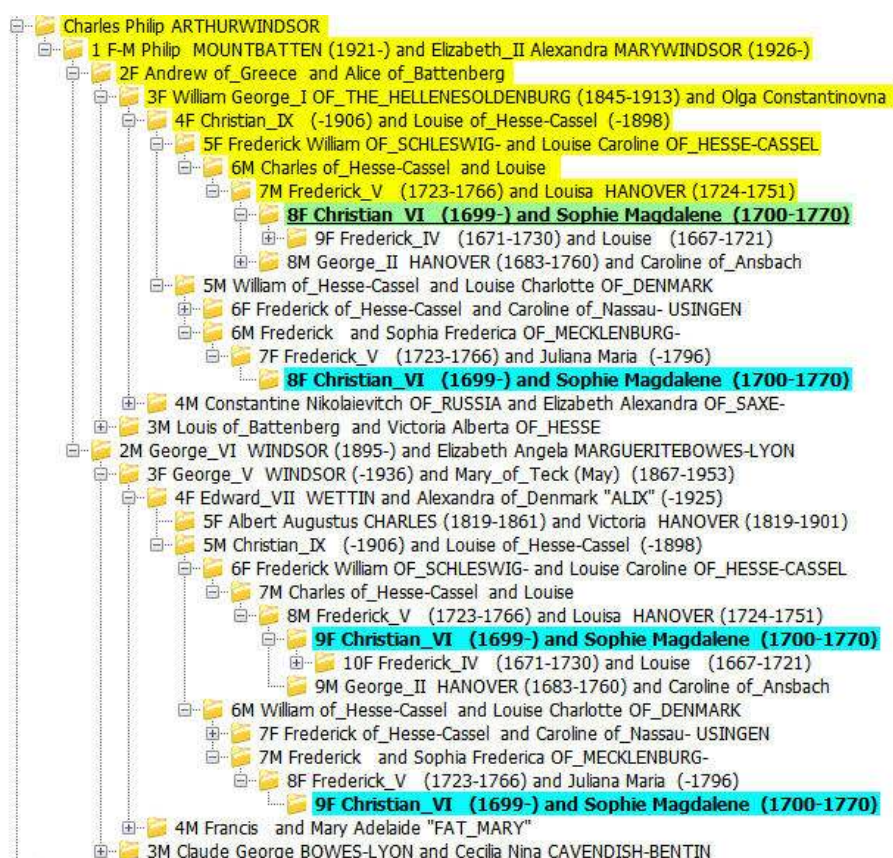 Charles Philip ARTHURWINDSOR
1 F-M Philip MOUNTBATTEN (1921-) and Elizabeth_II Alexandra MARYWINDSOR (1926-)
2F Andrew of_Greece and Alice of_Battenberg
3F William George_I OF_THE_HELLENESOLDENBURG (1845-1913) and Olga Constantinovna
4F Christian_IX (-1906) and Louise of_Hesse-Cassel (-1898)
5F Frederick William OF_SCHLESWIG- and Louise Caroline OF_HESSE-CASSEL
6M Charles of_Hesse-Cassel and Louise
7M Frederick_V (1723-1766) and Louisa HANOVER (1724-1751)
8F Christian_VI (1699-) and Sophie Magdalene (1700-1770)
9F Frederick_IV (1671-1730) and Louise (1667-1721)
8M George_II HANOVER (1683-1760) and Caroline of_Ansbach
5M William of_Hesse-Cassel and Louise Charlotte OF_DENMARK
6F Frederick of_Hesse-Cassel and Caroline of_Nassau- USINGEN
6M Frederick and Sophia Frederica OF_MECKLENBURG-
7F Frederick_V (1723-1766) and Juliana Maria (-1796)
8F Christian_VI (1699-) and Sophie Magdalene (1700-1770)
4M Constantine Nikolaievitch OF_RUSSIA and Elizabeth Alexandra OF_SAXE-
3M Louis of_Battenberg and Victoria Alberta OF_HESSE
2M George_VI WINDSOR (1895-) and Elizabeth Angela MARGUERITEBOWES-LYON
3F George_V WINDSOR (-1936) and Mary_of_Teck (May) (1867-1953)
4F Edward_VII WETTIN and Alexandra of_Denmark "ALIX" (-1925)
5F Albert Augustus CHARLES (1819-1861) and Victoria HANOVER (1819-1901)
5M Christian_IX (-1906) and Louise of_Hesse-Cassel (-1898)
6F Frederick William OF_SCHLESWIG- and Louise Caroline OF_HESSE-CASSEL
7M Charles of_Hesse-Cassel and Louise
8M Frederick_V (1723-1766) and Louisa HANOVER (1724-1751)
9F Christian_VI (1699-) and Sophie Magdalene (1700-1770)
10F Frederick_IV (1671-1730) and Louise (1667-1721)
9M George_II HANOVER (1683-1760) and Caroline of_Ansbach
6M William of_Hesse-Cassel and Louise Charlotte OF_DENMARK
7F Frederick of_Hesse-Cassel and Caroline of_Nassau- USINGEN
7M Frederick and Sophia Frederica OF_MECKLENBURG-
8F Frederick_V (1723-1766) and Juliana Maria (-1796)
9F Christian_VI (1699-) and Sophie Magdalene (1700-1770)
4M Francis and Mary Adelaide "FAT_MARY"
3M Claude George BOWES-LYON and Cecilia Nina CAVENDISH-BENTIN